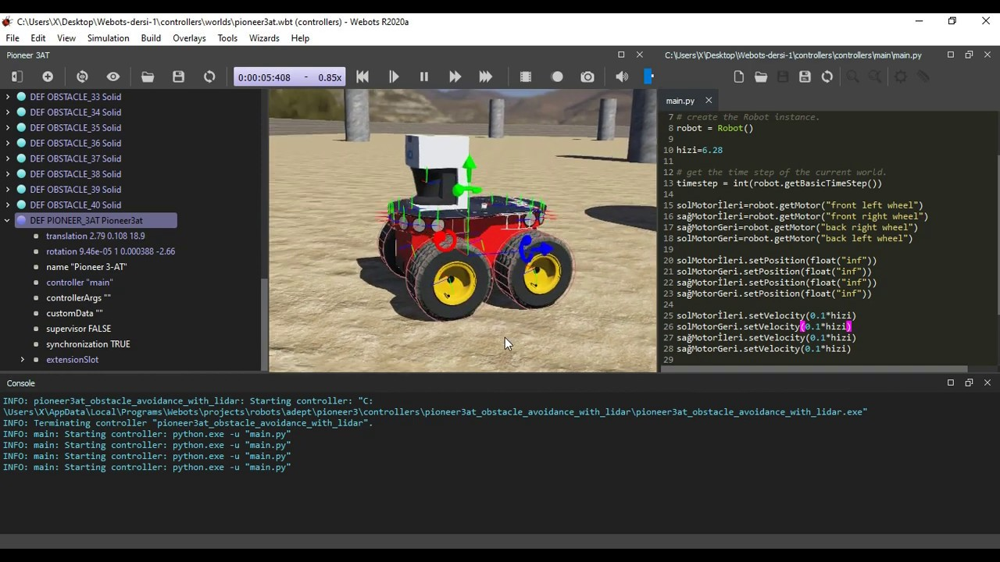 C:\Users\X\Desktop\Webots-dersi-1\controllers\worlds\pioneer3at.wbt (controllers) - Webots R2020a
File Edit View Simulation Build Overlays Tools Wizards Help
Pioneer 3AT
0:00:05:408 - 0.85x
DEF OBSTACLE_33 Solid
DEF OBSTACLE_34 Solid
DEF OBSTACLE_35 Solid
DEF OBSTACLE_36 Solid
DEF OBSTACLE_37 Solid
DEF OBSTACLE_38 Solid
DEF OBSTACLE_39 Solid
DEF OBSTACLE_40 Solid
DEF PIONEER_3AT Pioneer3at
translation 2.79 0.108 18.9
rotation 9.46e-05 1 0.000388 -2.66
name "Pioneer 3-AT"
controller "main"
controllerArgs ""
customData ""
supervisor FALSE
synchronization TRUE
extensionSlot
C:\Users\X\Desktop\Webots-dersi-1\controllers\controllers\main\main.py
main.py
7 # create the Robot instance.
8 robot = Robot()
9
10 hizi=6.28
11
12 # get the time step of the current world.
13 timestep = int(robot.getBasicTimeStep())
14
15 solMotorİleri=robot.getMotor("front left wheel")
16 sağMotorİleri=robot.getMotor("front right wheel")
17 sağMotorGeri=robot.getMotor("back right wheel")
18 solMotorGeri=robot.getMotor("back left wheel")
19
20 solMotorİleri.setPosition(float("inf"))
21 solMotorGeri.setPosition(float("inf"))
22 sağMotorİleri.setPosition(float("inf"))
23 sağMotorGeri.setPosition(float("inf"))
24
25 solMotorİleri.setVelocity(0.1*hizi)
26 solMotorGeri.setVelocity(0.1*hizi)
27 sağMotorİleri.setVelocity(0.1*hizi)
28 sağMotorGeri.setVelocity(0.1*hizi)
29
Console
INFO: pioneer3at_obstacle_avoidance_with_lidar: Starting controller: "C:
\Users\X\AppData\Local\Programs\Webots\projects\robots\adept\pioneer3\controllers\pioneer3at_obstacle_avoidance_with_lidar\pioneer3at_obstacle_avoidance_with_lidar.exe"
INFO: Terminating controller "pioneer3at_obstacle_avoidance_with_lidar".
INFO: main: Starting controller: python.exe -u "main.py"
INFO: main: Starting controller: python.exe -u "main.py"
INFO: main: Starting controller: python.exe -u "main.py"
INFO: main: Starting controller: python.exe -u "main.py"